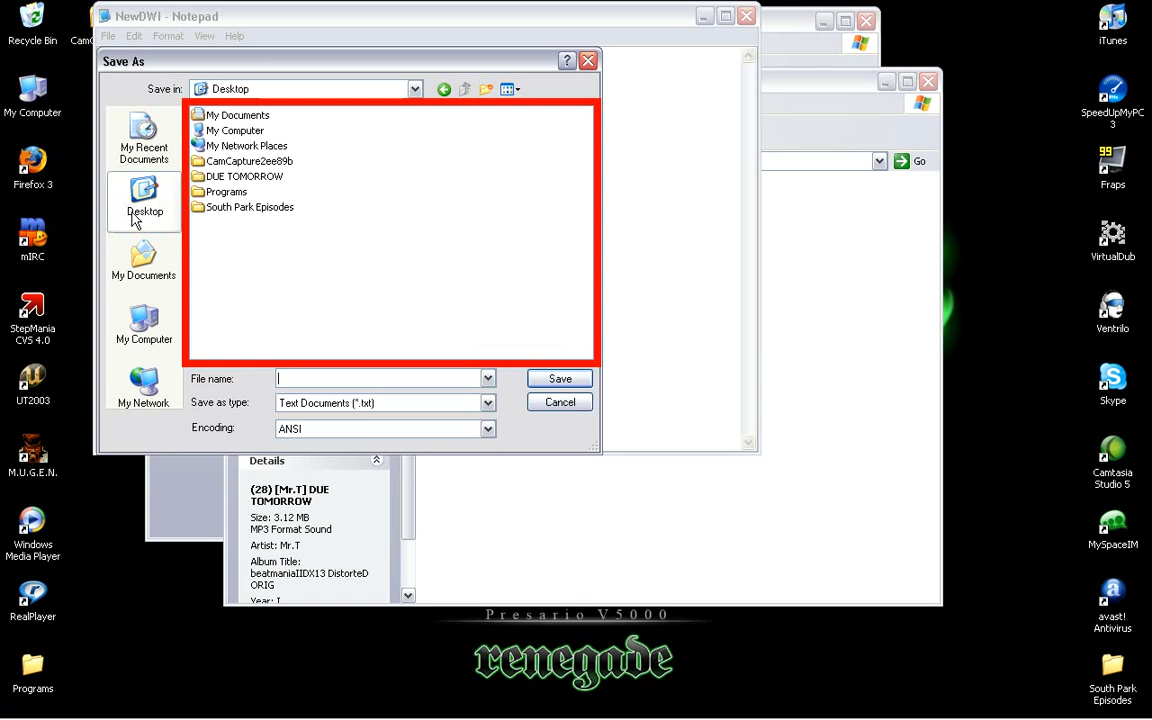 Recycle Bin
CamC
My Computer
Firefox 3
mIRC
StepMania
CVS 4.0
UT2003
M.U.G.E.N.
Windows
Media Player
RealPlayer
Programs
NewDWI - Notepad
File Edit Format View Help
Save As
Save in: Desktop
My Recent
Documents
Desktop
My Documents
My Computer
My Network
My Documents
My Computer
My Network Places
CamCapture2ee89b
DUE TOMORROW
Programs
South Park Episodes
File name:
Save
Save as type: Text Documents (*.txt)
Cancel
Encoding: ANSI
Go
Details
(28) [Mr.T] DUE
TOMORROW
Size: 3.12 MB
MP3 Format Sound
Artist: Mr.T
Album Title:
beatmaniaIIDX13 DistorteD
ORIG
Presario V5000
renegade
iTunes
SpeedUpMyPC
3
99
Fraps
VirtualDub
Ventrilo
Skype
Camtasia
Studio 5
MySpaceIM
avast!
Antivirus
South Park
Episodes